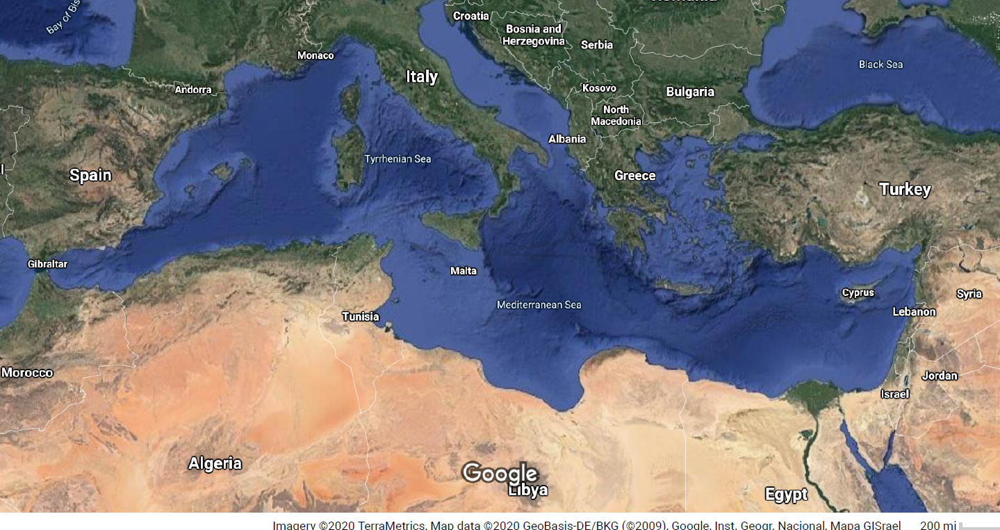 Bay of Bis
Croatia
Bosnia and
Herzegovina
Serbia
Monaco
Italy
Black Sea
Andorra
Kosovo
Bulgaria
North
Macedonia
Albania
Tyrrhenian Sea
Spain
Greece
Turkey
Gibraltar
Malta
Cyprus
Syria
Mediterranean Sea
Lebanon
Tunisia
Morocco
Jordan
Israel
Algeria
Google
Libya
Egypt
Imagery ©2020 TerraMetrics, Map data ©2020 GeoBasis-DE/BKG (©2009), Google, Inst. Geogr. Nacional, Mapa GISrael 200 mi